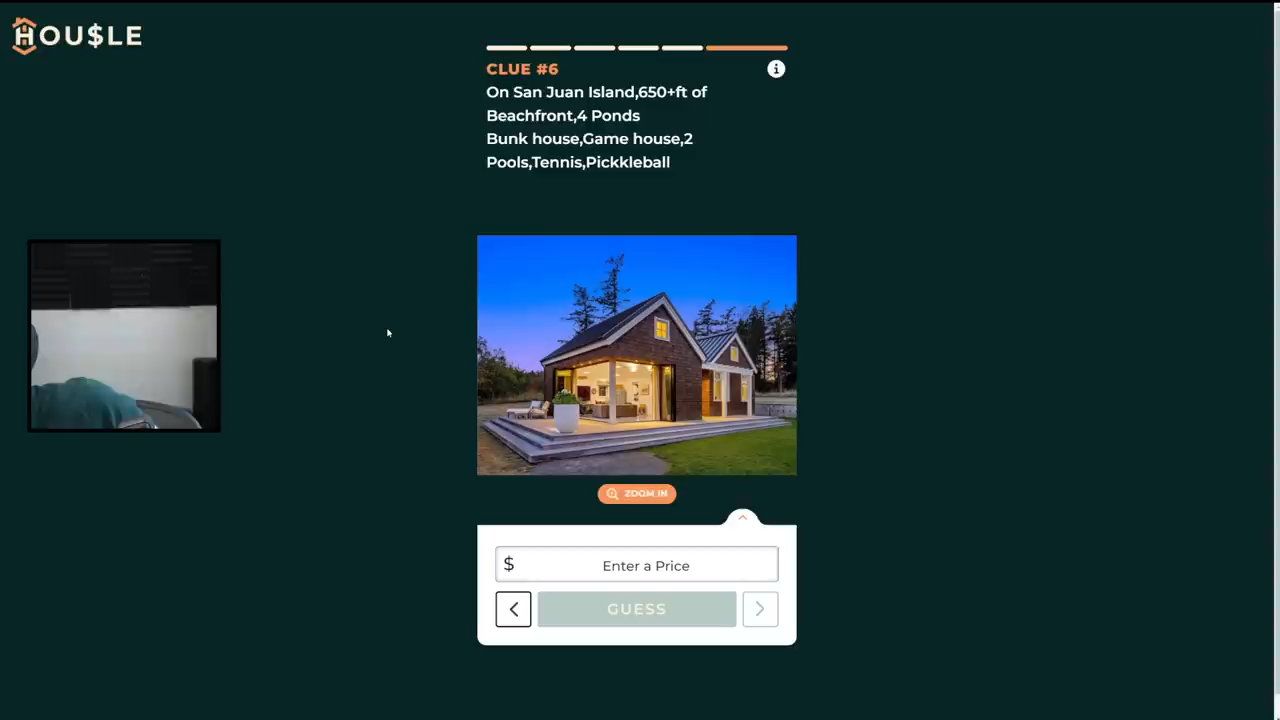 HOU$LE
CLUE #6
On San Juan Island,650+ft of
Beachfront,4 Ponds
Bunk house,Game house,2
Pools,Tennis,Pickkleball
ZOOM IN
$ Enter a Price
GUESS